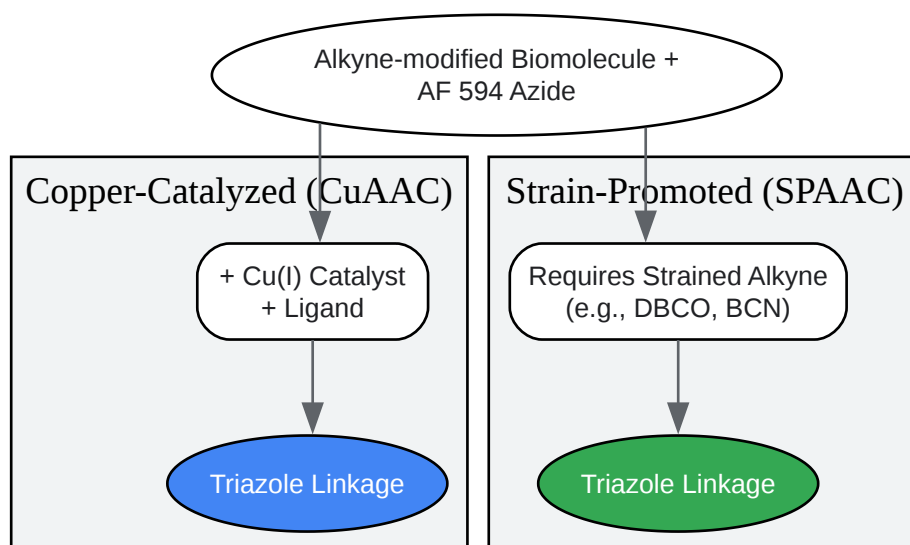 Alkyne-modified Biomolecule +
AF 594 Azide
Copper-Catalyzed (CuAAC)
+ Cu(I) Catalyst
+ Ligand
Triazole Linkage
Strain-Promoted (SPAAC)
Requires Strained Alkyne
(e.g., DBCO, BCN)
Triazole Linkage